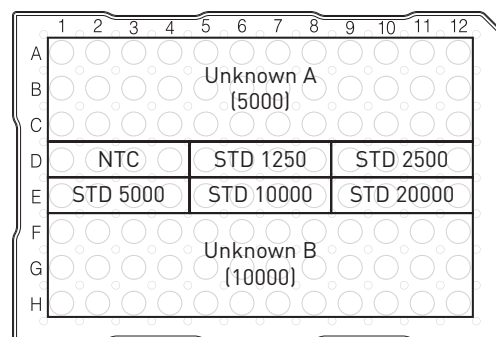 1 2 3 4 5 6 7 8 9 10 11 12
A
B
C
D
E
F
G
H
Unknown A
(5000)
NTC STD 1250 STD 2500
STD 5000 STD 10000 STD 20000
Unknown B
(10000)